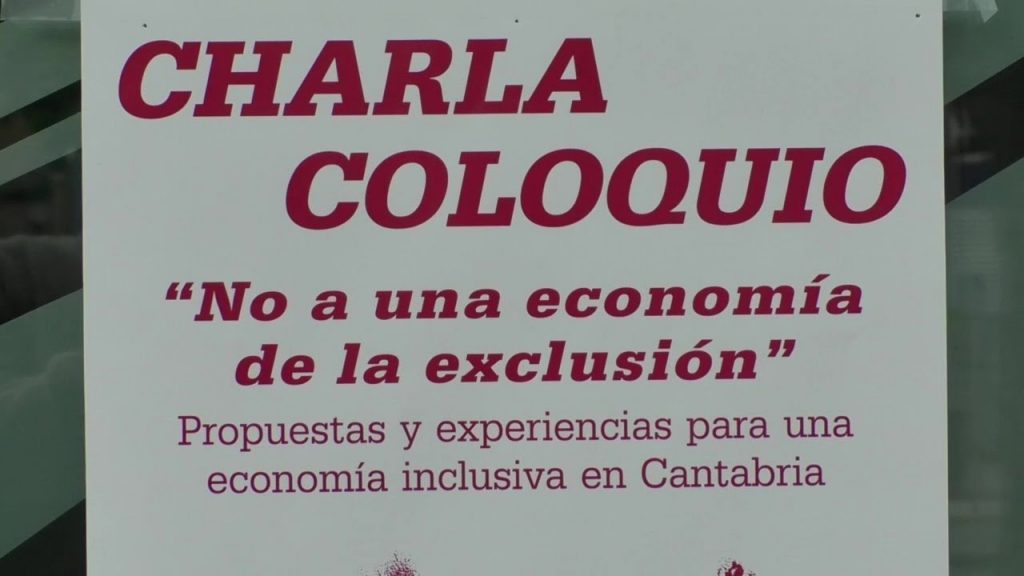 CHARLA
COLOQUIO
“No a una economía
de la exclusión”
Propuestas y experiencias para una
economía inclusiva en Cantabria